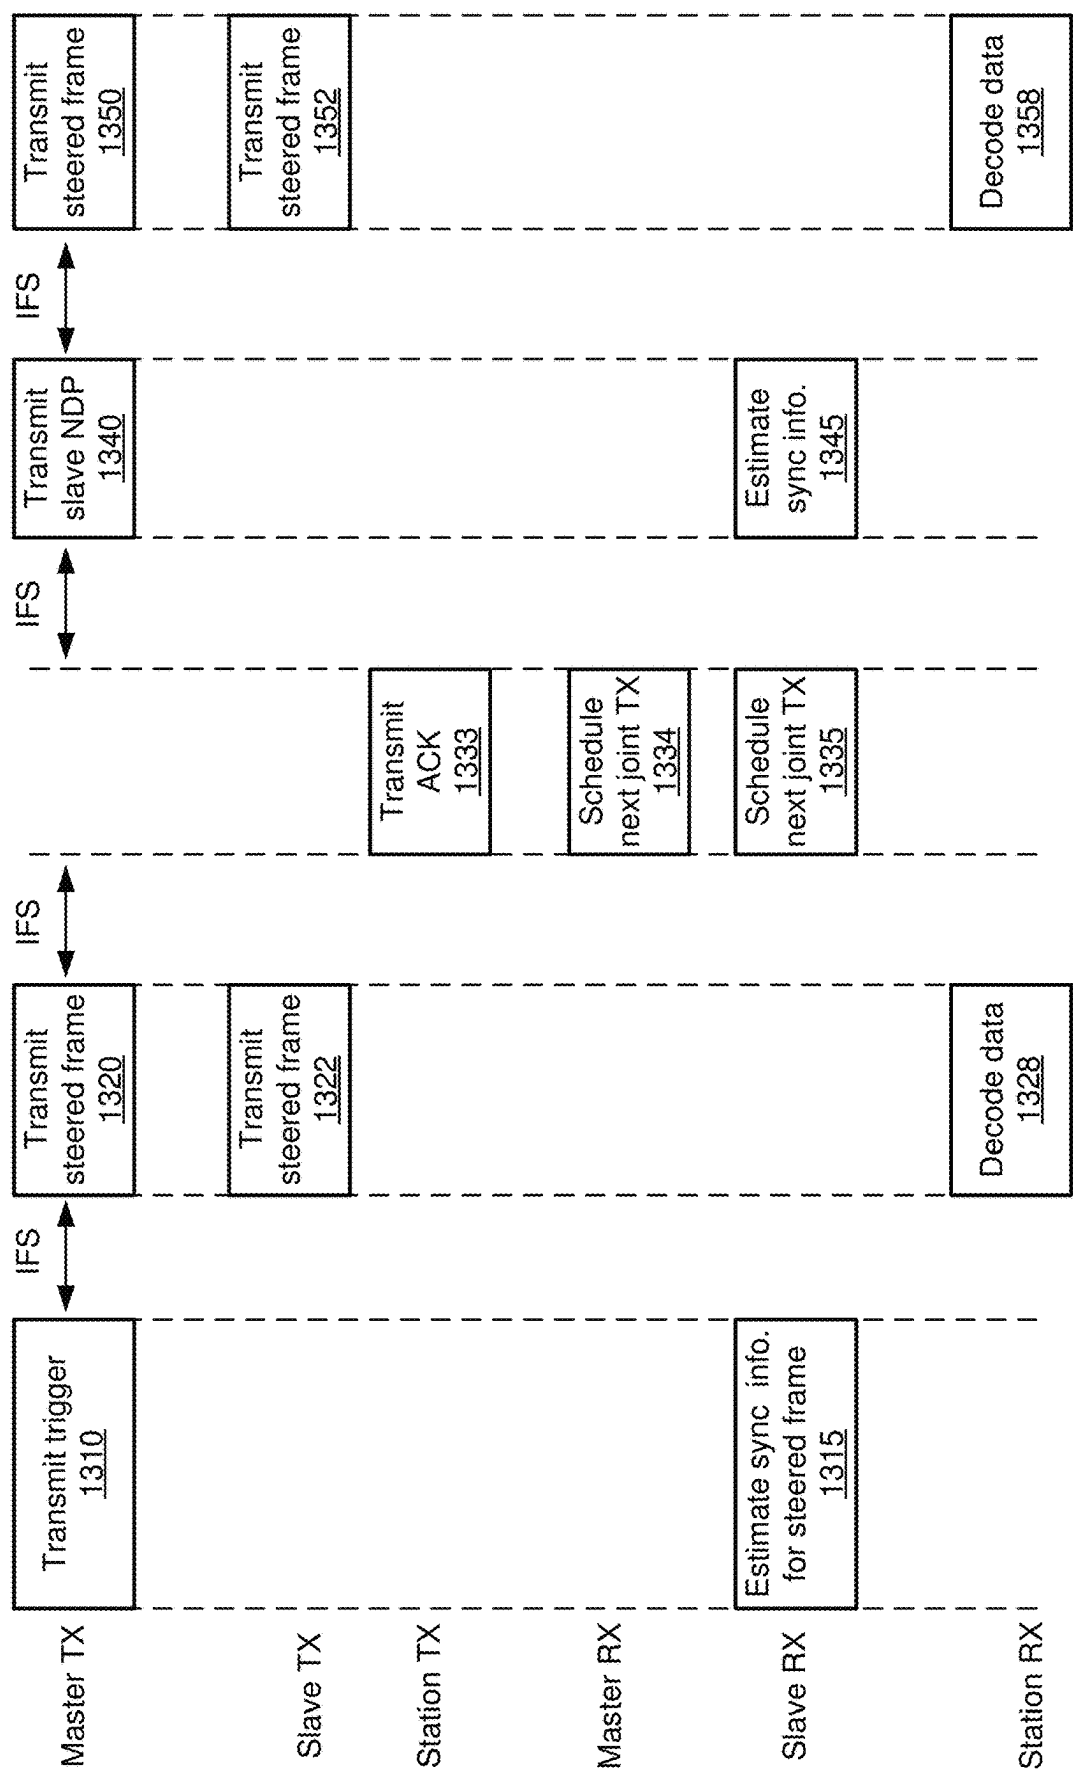 IFS
IFS
IFS
IFS
Master TX
Transmit trigger
1310
Transmit
steered frame
1320
Transmit
slave NDP
1340
Transmit
steered frame
1350
Slave TX
Transmit
steered frame
1322
Transmit
steered frame
1352
Station TX
Transmit
ACK
1333
Master RX
Schedule
next joint TX
1334
Slave RX
Estimate sync info.
for steered frame
1315
Schedule
next joint TX
1335
Estimate
sync info.
1345
Station RX
Decode data
1328
Decode data
1358